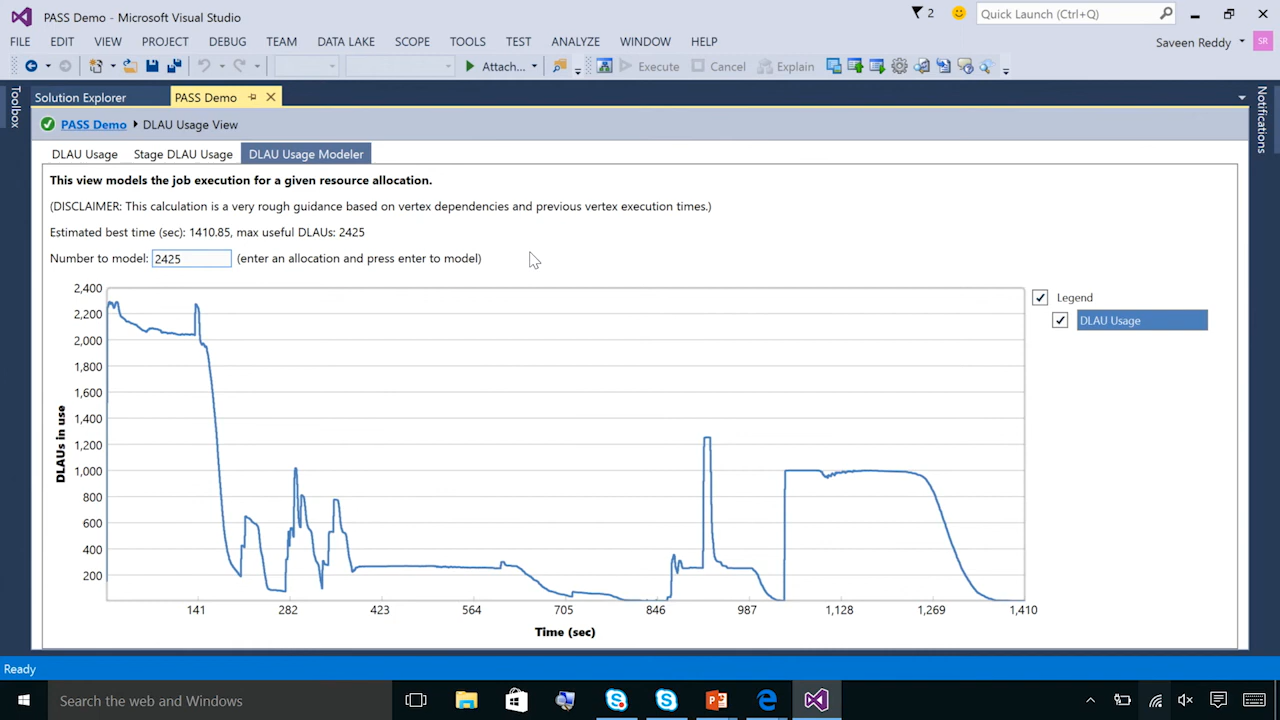 PASS Demo - Microsoft Visual Studio
2
Quick Launch (Ctrl+Q)
FILE EDIT VIEW PROJECT DEBUG TEAM DATA LAKE SCOPE TOOLS TEST ANALYZE WINDOW HELP
Saveen Reddy
SR
Attach...
Execute
Cancel
Explain
Toolbox
Solution Explorer
PASS Demo
Notifications
PASS Demo
DLAU Usage View
DLAU Usage
Stage DLAU Usage
DLAU Usage Modeler
This view models the job execution for a given resource allocation.
(DISCLAIMER: This calculation is a very rough guidance based on vertex dependencies and previous vertex execution times.)
Estimated best time (sec): 1410.85, max useful DLAUs: 2425
Number to model: 2425 (enter an allocation and press enter to model)
DLAUs in use
2,400
2,200
2,000
1,800
1,600
1,400
1,200
1,000
800
600
400
200
141 282 423 564 705 846 987 1,128 1,269 1,410
Time (sec)
Legend
DLAU Usage
Ready
Search the web and Windows